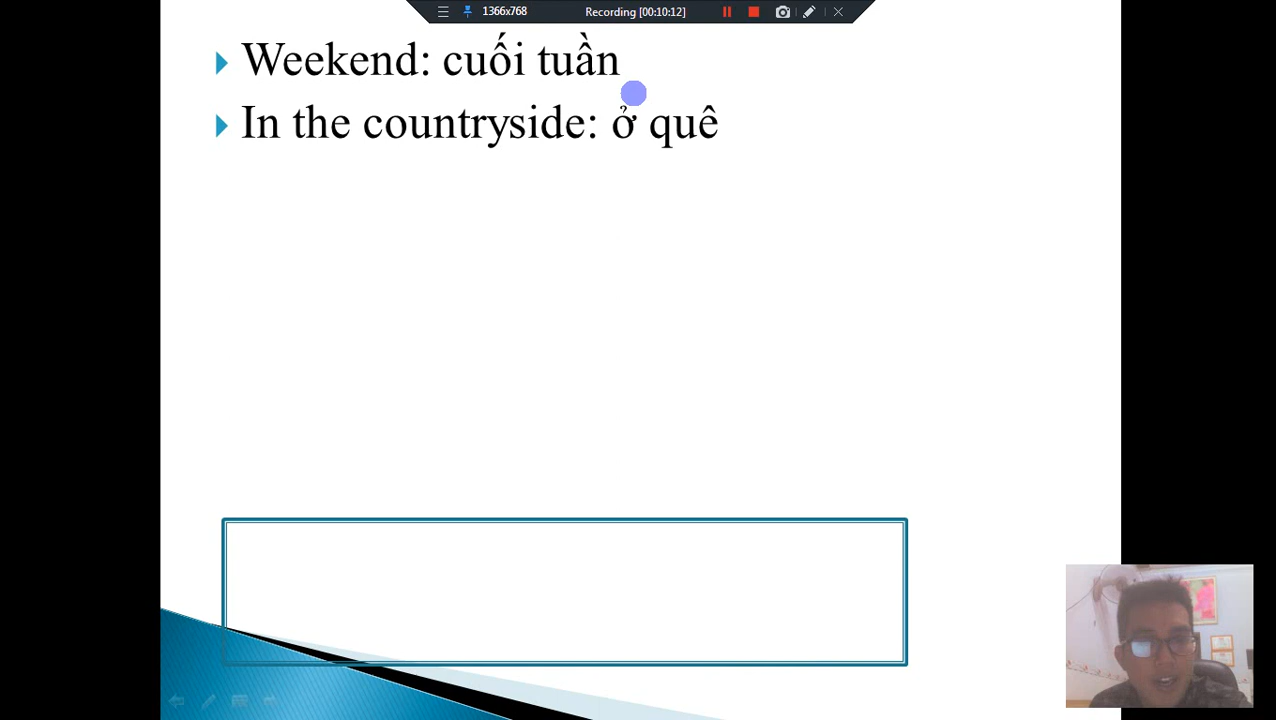 1366x768
Recording [00:10:12]
Weekend: cuối tuần
In the countryside: ở quê